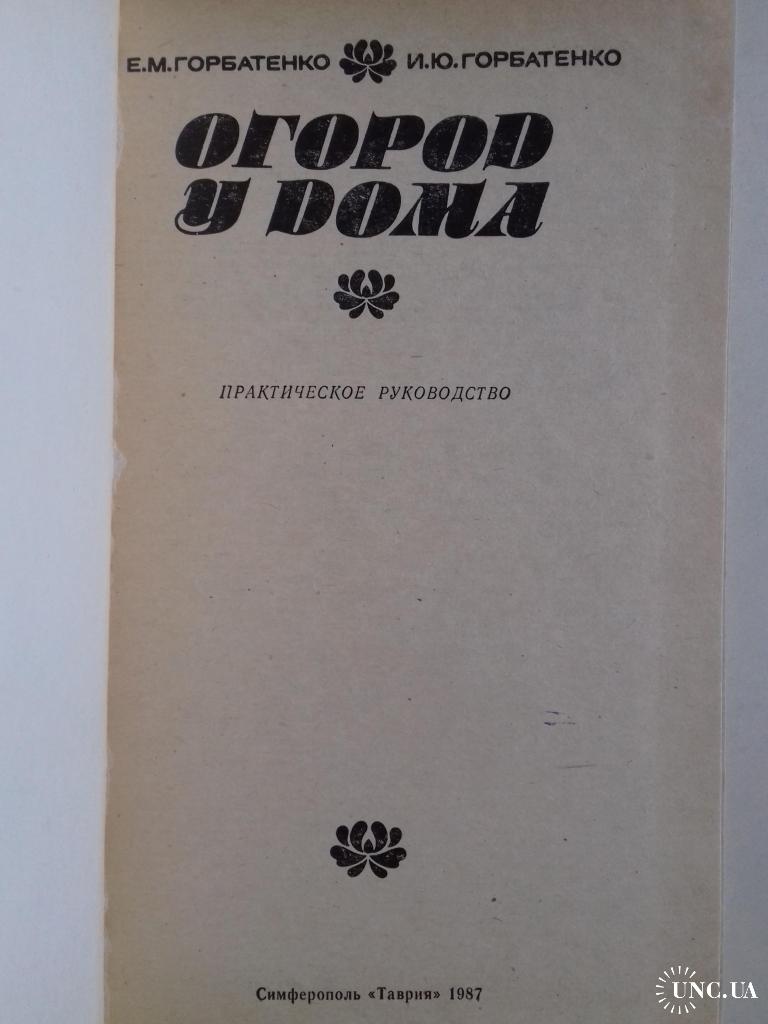 Е.М.ГОРБАТЕНКО И.Ю.ГОРБАТЕНКО
ОГОРОД
У ДОМА
ПРАКТИЧЕСКОЕ РУКОВОДСТВО
Симферополь «Таврия» 1987
UNC.UA